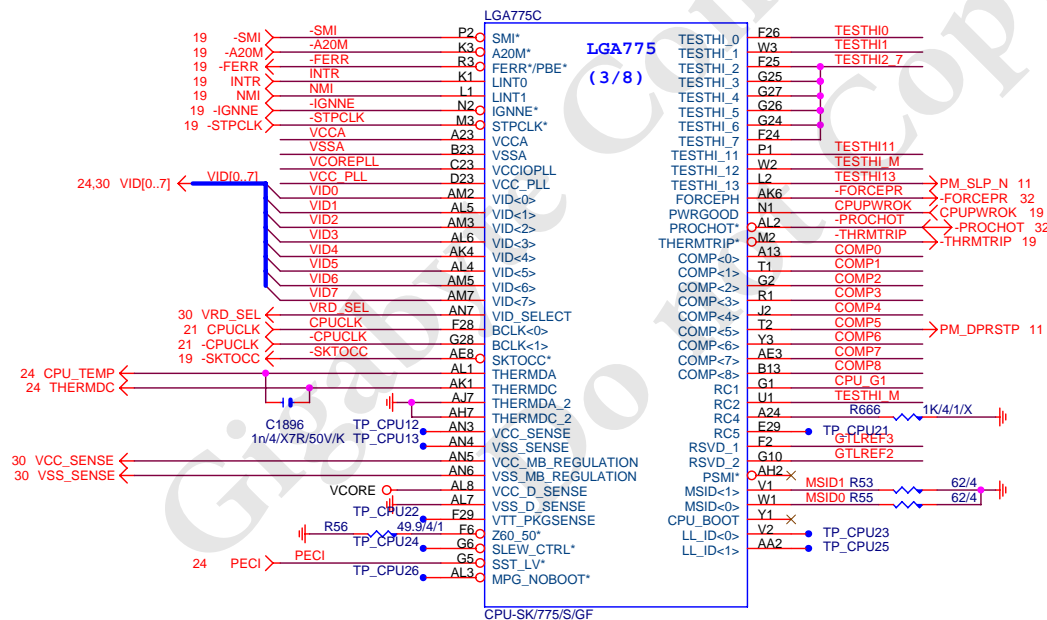 LGA775C
LGA775
(3/8)
19 -SMI -SMI P2 SMI* TESTHI_0 F26 TESTHI0
19 -A20M -A20M K3 A20M* TESTHI_1 W3 TESTHI1
19 -FERR -FERR R3 FERR*/PBE* TESTHI_2 F25 TESTHI2_7
19 INTR INTR K1 LINT0 TESTHI_3 G25
19 NMI NMI L1 LINT1 TESTHI_4 G27
19 -IGNNE -IGNNE N2 IGNNE* TESTHI_5 G26
19 -STPCLK -STPCLK M3 STPCLK* TESTHI_6 G24
VCCA A23 VCCA TESTHI_7 F24
VSSA B23 VSSA TESTHI_11 P1 TESTHI11
VCOREPLL C23 VCCIOPLL TESTHI_12 W2 TESTHI_M
24,30 VID[0..7] VID[0..7] VCC_PLL D23 VCC_PLL TESTHI_13 L2 TESTHI13 PM_SLP_N 11
VID0 AM2 VID<0> FORCEPH AK6 -FORCEPR -FORCEPR 32
VID1 AL5 VID<1> PWRGOOD N1 CPUPWROK CPUPWROK 19
VID2 AM3 VID<2> PROCHOT* AL2 -PROCHOT -PROCHOT 32
VID3 AL6 VID<3> THERMTRIP* M2 -THRMTRIP -THRMTRIP 19
VID4 AK4 VID<4> COMP<0> A13 COMP0
VID5 AL4 VID<5> COMP<1> T1 COMP1
VID6 AM5 VID<6> COMP<2> G2 COMP2
VID7 AM7 VID<7> COMP<3> R1 COMP3
30 VRD_SEL VRD_SEL AN7 VID_SELECT COMP<4> J2 COMP4
21 CPUCLK CPUCLK F28 BCLK<0> COMP<5> T2 COMP5 PM_DPRSTP 11
21 -CPUCLK -CPUCLK G28 BCLK<1> COMP<6> Y3 COMP6
19 -SKTOCC -SKTOCC AE8 SKTOCC* COMP<7> AE3 COMP7
24 CPU_TEMP AL1 THERMDA COMP<8> B13 COMP8
24 THERMDC AK1 THERMDC RC1 G1 CPU_G1
AJ7 THERMDA_2 RC2 U1 TESTHI_M
C1896 AH7 THERMDC_2 RC4 A24 R666 1K/4/1/X
1n/4/X7R/50V/K TP_CPU12 AN3 VCC_SENSE RC5 E29 TP_CPU21
TP_CPU13 AN4 VSS_SENSE RSVD_1 F2 GTLREF3
30 VCC_SENSE AN5 VCC_MB_REGULATION RSVD_2 G10 GTLREF2
30 VSS_SENSE AN6 VSS_MB_REGULATION PSMI* AH2
VCORE AL8 VCC_D_SENSE MSID<1> V1 MSID1 R53 62/4
AL7 VSS_D_SENSE MSID<0> W1 MSID0 R55 62/4
TP_CPU22 F29 VTT_PKGSENSE CPU_BOOT Y1
R56 49.9/4/1 F6 Z60_50* LL_ID<0> V2 TP_CPU23
TP_CPU24 G6 SLEW_CTRL* LL_ID<1> AA2 TP_CPU25
24 PECI PECI G5 SST_LV*
TP_CPU26 AL3 MPG_NOBOOT*
CPU-SK/775/S/GF